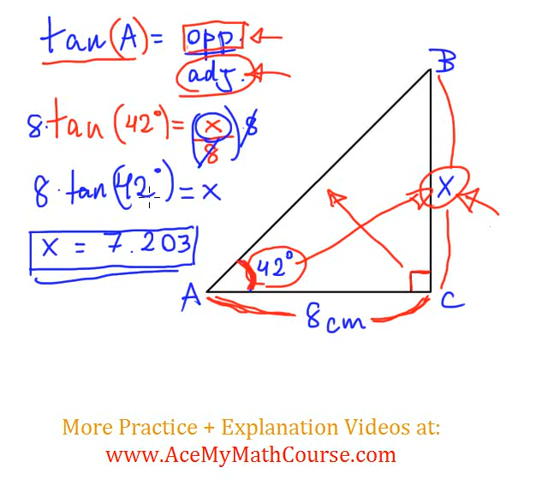 tan(A) = opp.
adj.
8·tan(42°) = (x/8)·8
8·tan(42°) = x
x = 7.203
B
x
42°
A
C
8cm
More Practice + Explanation Videos at:
www.AceMyMathCourse.com